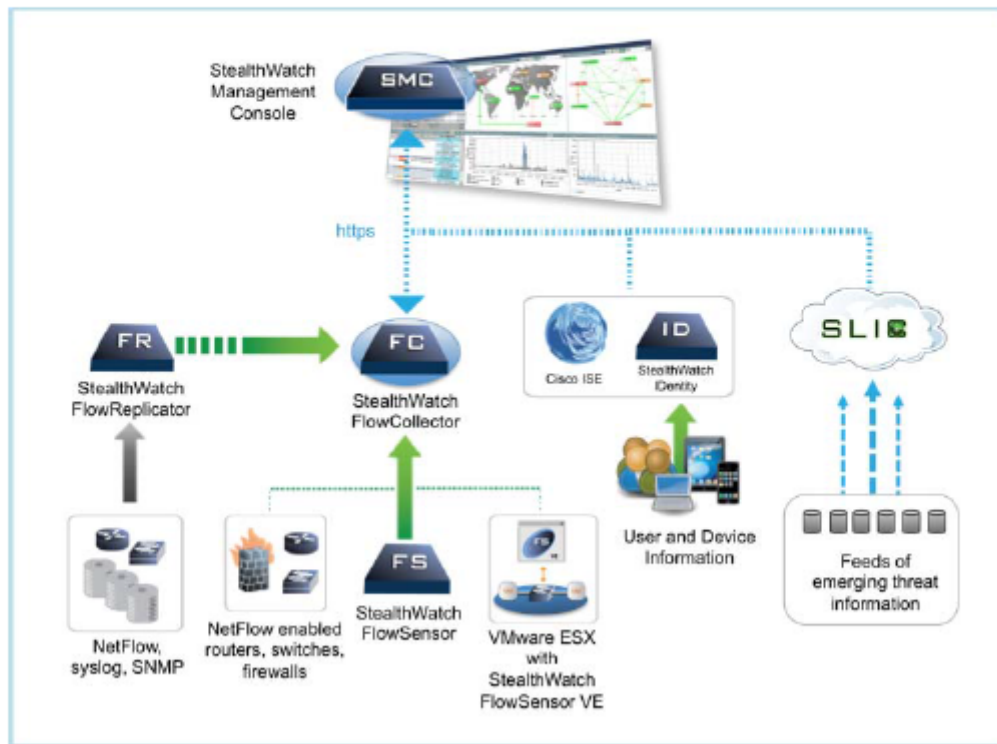 StealthWatch
Management
Console
SMC
https
FR
StealthWatch
FlowReplicator
FC
StealthWatch
FlowCollector
Cisco ISE
ID
StealthWatch
IDentity
SLIC
NetFlow,
syslog, SNMP
NetFlow enabled
routers, switches,
firewalls
FS
StealthWatch
FlowSensor
FS
VE
VMware ESX
with
StealthWatch
FlowSensor VE
User and Device
Information
Feeds of
emerging threat
information